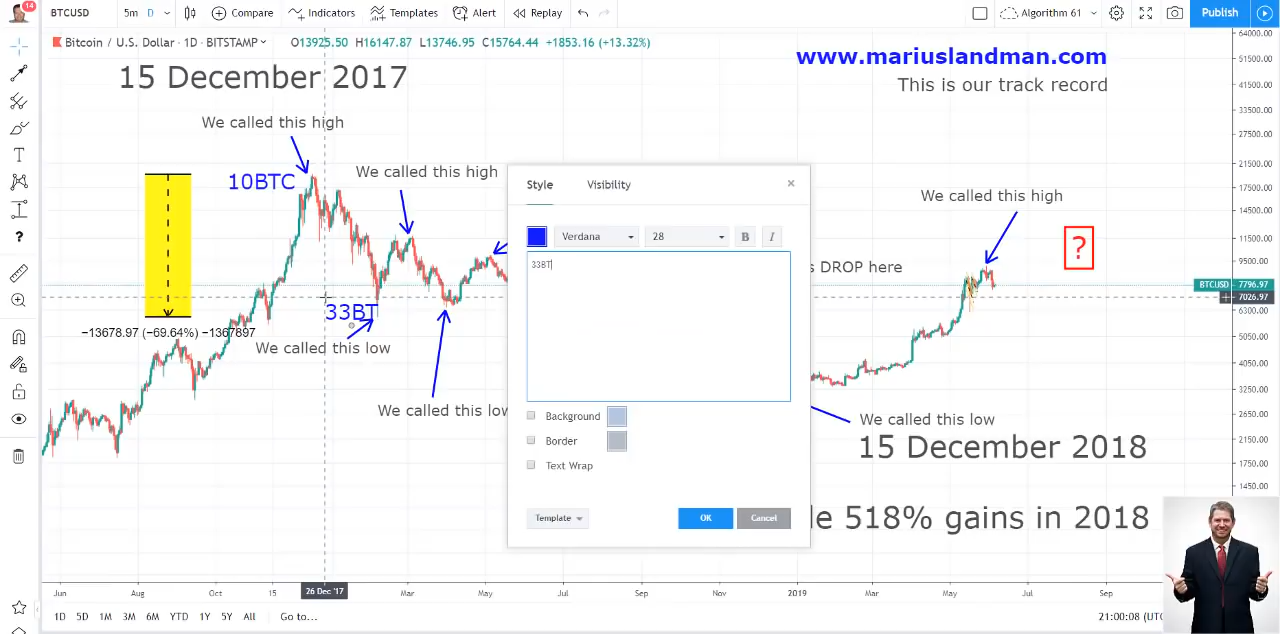 14
BTCUSD
5m
D
Compare
Indicators
Templates
Alert
Replay
Algorithm 61
Publish
Bitcoin / U.S. Dollar · 1D · BITSTAMP
O13925.50 H16147.87 L13746.95 C15764.44 +1853.16 (+13.32%)
www.mariuslandman.com
15 December 2017
This is our track record
We called this high
We called this high
10BTC
We called this high
?
s DROP here
33BT
−13678.97 (−69.64%) −1367897
We called this low
We called this low
We called this low
15 December 2018
le 518% gains in 2018
Style
Visibility
Verdana
28
B
I
33BT
Background
Border
Text Wrap
Template
OK
Cancel
64000.00
51500.00
41500.00
33500.00
27500.00
21500.00
17500.00
14500.00
11500.00
9500.00
BTCUSD 7796.97
7026.97
6300.00
5050.00
4050.00
3250.00
2650.00
2150.00
1750.00
1450.00
Jun
Aug
Oct
15
26 Dec '17
Mar
May
Sep
Nov
2019
Mar
May
Jul
Sep
1D 5D 1M 3M 6M YTD 1Y 5Y All Go to...
21:00:08 (UTC
?